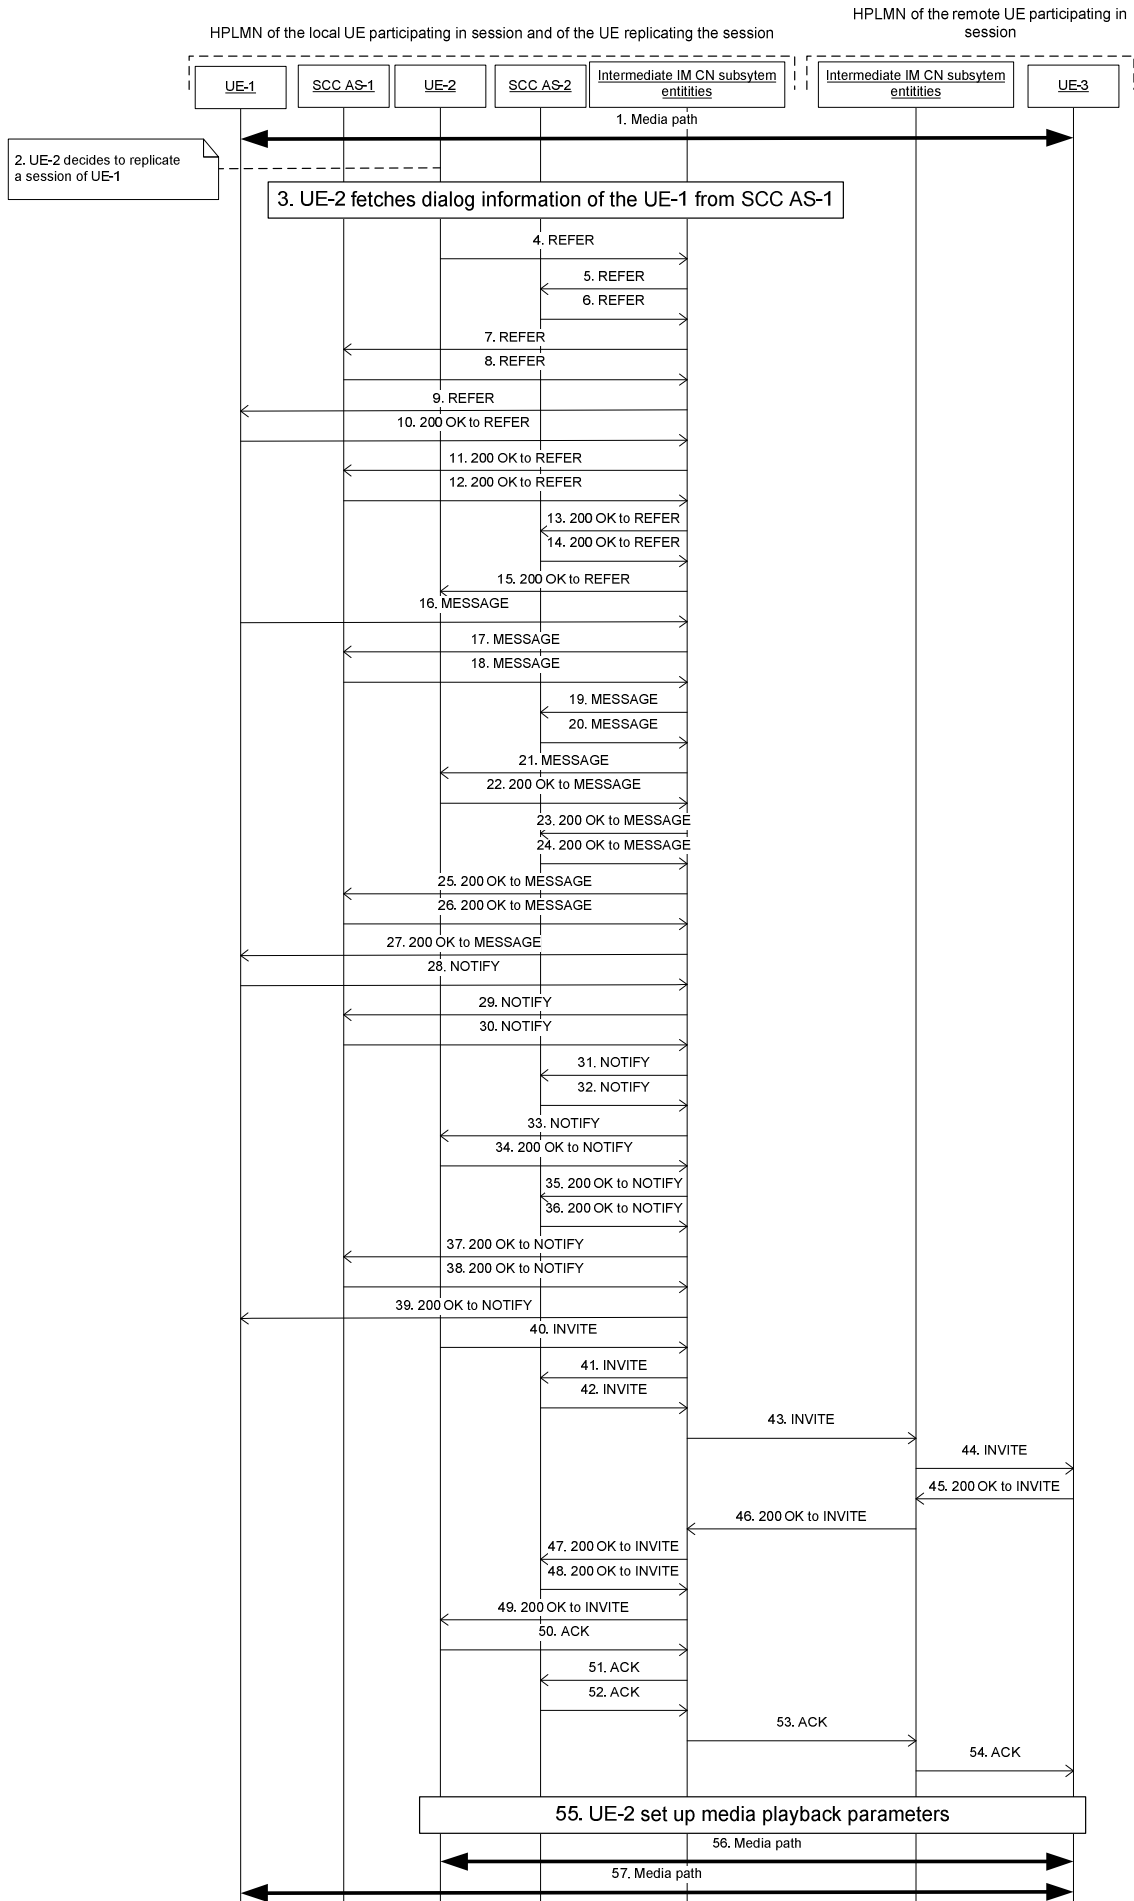 HPLMN of the remote UE participating in
session
HPLMN of the local UE participating in session and of the UE replicating the session
UE-1
SCC AS-1
UE-2
SCC AS-2
Intermediate IM CN subsytem
entitities
Intermediate IM CN subsytem
entitities
UE-3
1. Media path
2. UE-2 decides to replicate
a session of UE-1
3. UE-2 fetches dialog information of the UE-1 from SCC AS-1
4. REFER
5. REFER
6. REFER
7. REFER
8. REFER
9. REFER
10. 200 OK to REFER
11. 200 OK to REFER
12. 200 OK to REFER
13. 200 OK to REFER
14. 200 OK to REFER
15. 200 OK to REFER
16. MESSAGE
17. MESSAGE
18. MESSAGE
19. MESSAGE
20. MESSAGE
21. MESSAGE
22. 200 OK to MESSAGE
23. 200 OK to MESSAGE
24. 200 OK to MESSAGE
25. 200 OK to MESSAGE
26. 200 OK to MESSAGE
27. 200 OK to MESSAGE
28. NOTIFY
29. NOTIFY
30. NOTIFY
31. NOTIFY
32. NOTIFY
33. NOTIFY
34. 200 OK to NOTIFY
35. 200 OK to NOTIFY
36. 200 OK to NOTIFY
37. 200 OK to NOTIFY
38. 200 OK to NOTIFY
39. 200 OK to NOTIFY
40. INVITE
41. INVITE
42. INVITE
43. INVITE
44. INVITE
45. 200 OK to INVITE
46. 200 OK to INVITE
47. 200 OK to INVITE
48. 200 OK to INVITE
49. 200 OK to INVITE
50. ACK
51. ACK
52. ACK
53. ACK
54. ACK
55. UE-2 set up media playback parameters
56. Media path
57. Media path